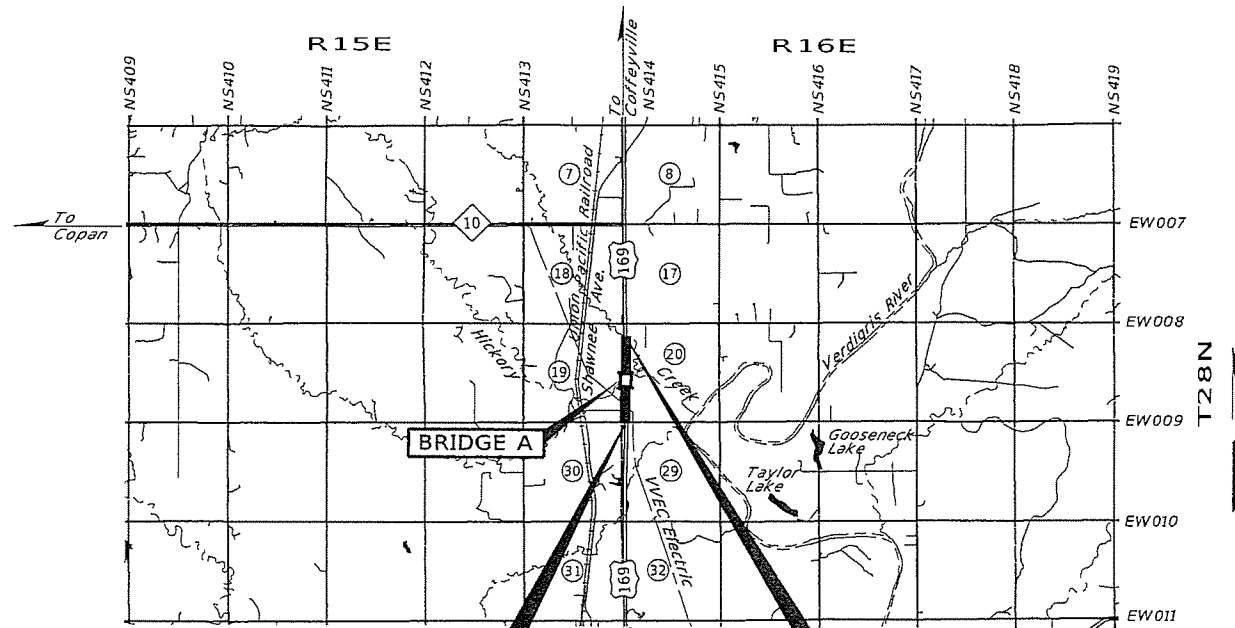 R15E
R16E
NS409
NS410
NS411
NS412
NS413
To
Coffeyville
NS414
NS415
NS416
NS417
NS418
NS419
7
8
To
Copan
10
EW007
Union Pacific Railroad
Shawnee Ave.
169
18
17
Verdigris River
EW008
Hickory
Creek
19
20
T28N
EW009
BRIDGE A
Gooseneck
Lake
30
29
Taylor
Lake
VVEC Electric
EW010
31
169
32
EW011